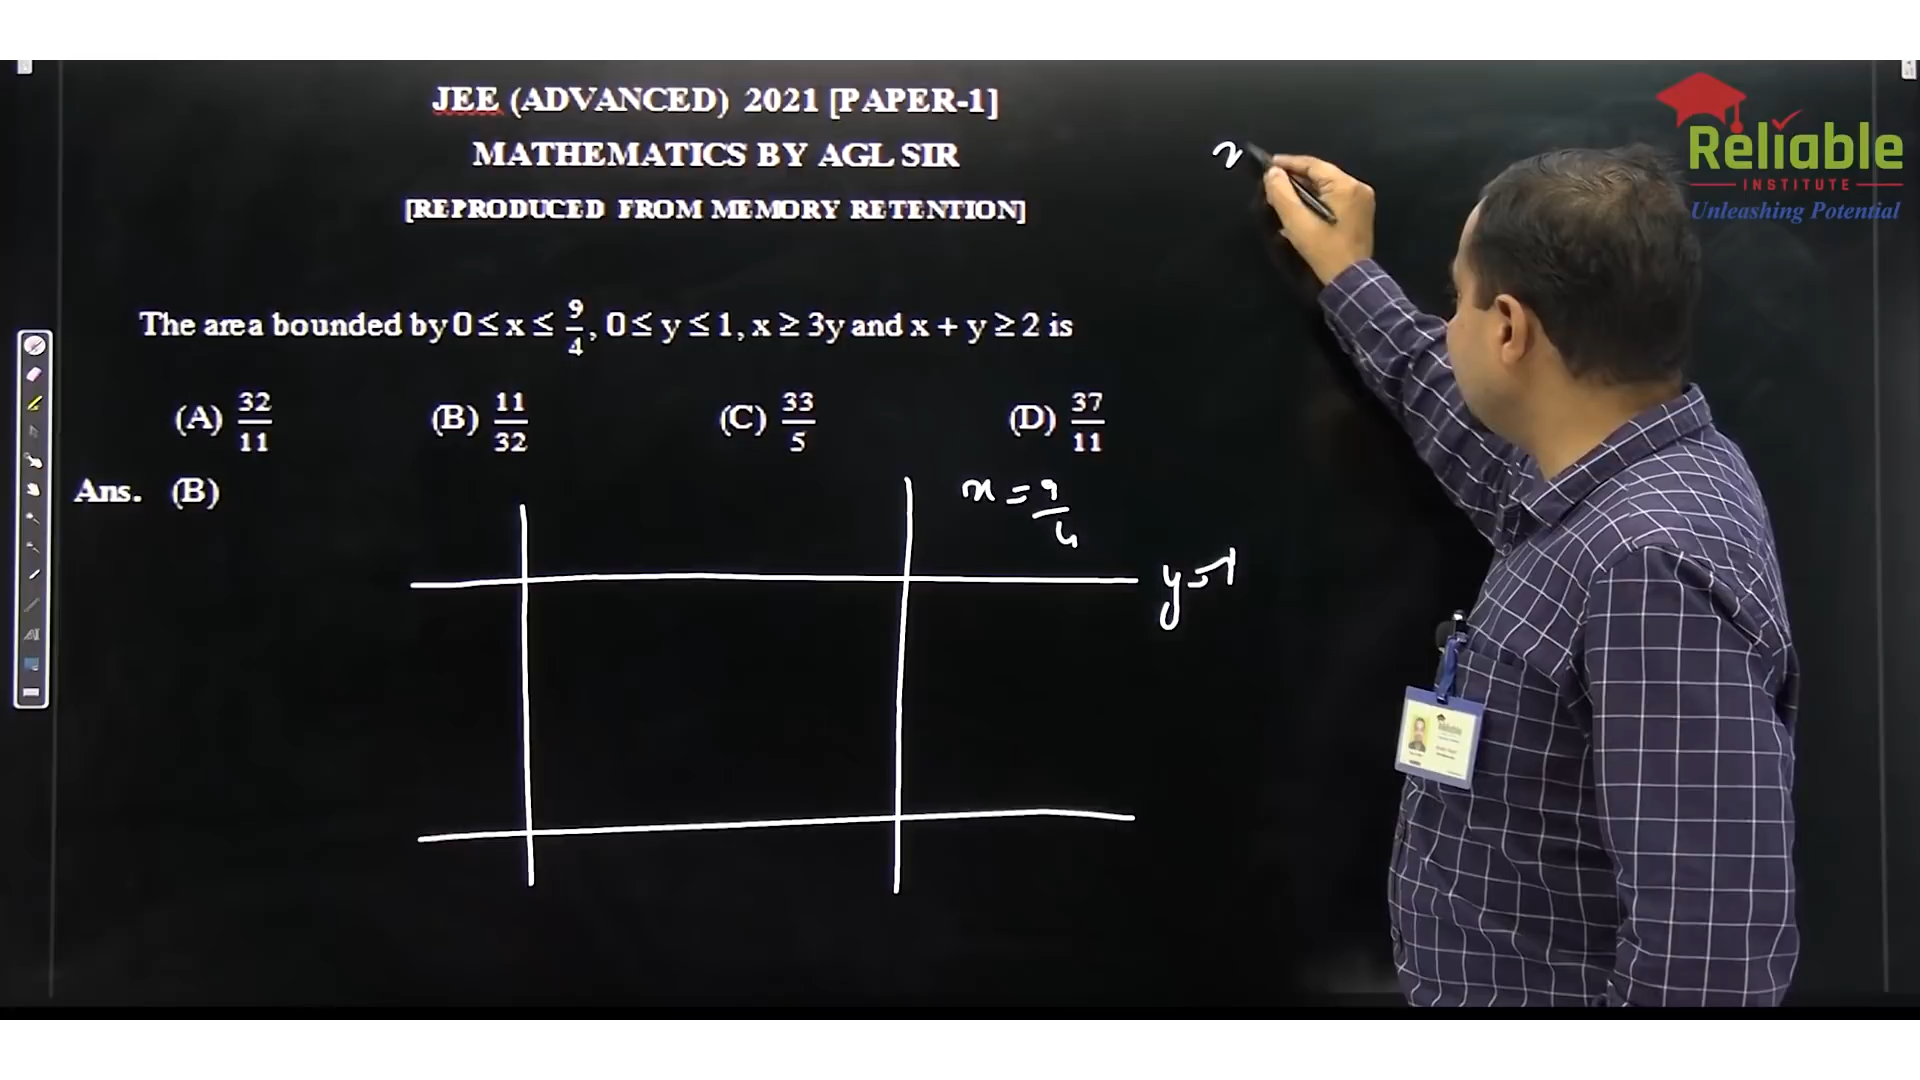 JEE (ADVANCED) 2021 [PAPER-1]
MATHEMATICS BY AGL SIR
[REPRODUCED FROM MEMORY RETENTION]
Reliable
INSTITUTE
Unleashing Potential
The area bounded by 0 ≤ x ≤ 9/4, 0 ≤ y ≤ 1, x ≥ 3y and x + y ≥ 2 is
(A) 32/11 (B) 11/32 (C) 33/5 (D) 37/11
Ans. (B)
x = 9/4
y = 1
x